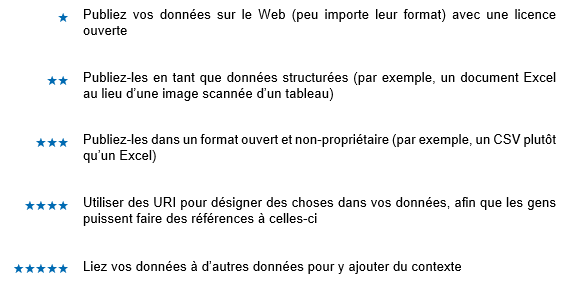 ★ Publiez vos données sur le Web (peu importe leur format) avec une licence
ouverte
★★ Publiez-les en tant que données structurées (par exemple, un document Excel
au lieu d’une image scannée d’un tableau)
★★★ Publiez-les dans un format ouvert et non-propriétaire (par exemple, un CSV plutôt
qu’un Excel)
★★★★ Utiliser des URI pour désigner des choses dans vos données, afin que les gens
puissent faire des références à celles-ci
★★★★★ Liez vos données à d’autres données pour y ajouter du contexte